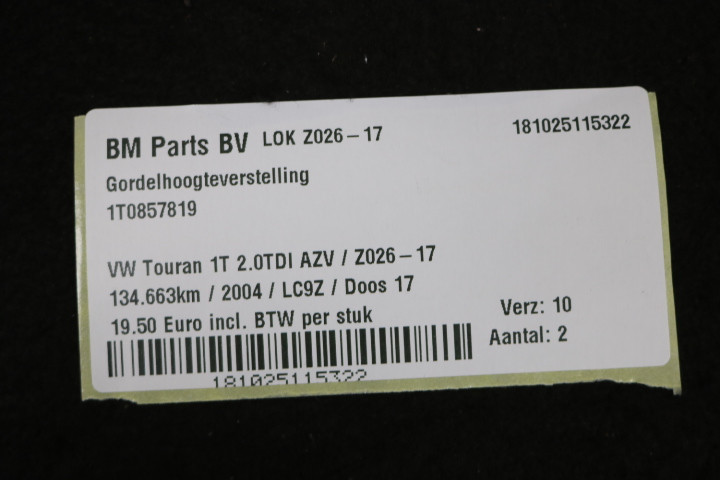 BM Parts BV LOK Z026-17 181025115322
Gordelhoogteverstelling
1T0857819
VW Touran 1T 2.0TDI AZV / Z026-17
134.663km / 2004 / LC9Z / Doos 17
19.50 Euro incl. BTW per stuk
Verz: 10
Aantal: 2
181025115322